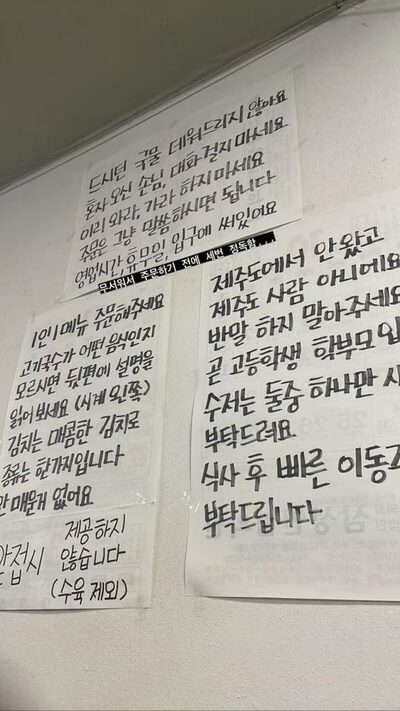 드시던 국물 데워드리지 않아요
혼자 오신 손님, 대화 걸지 마세요
이리 와라, 가라 하지 마세요
주문은 그냥 말씀 하시면 됩니다
영업시간, 휴무일, 입구에 써있어요
무서워서 주문하기 전에 세번 정독함...
1인 1메뉴 주문해주세요
고기국수가 어떤 음식인지
모르시면 뒷편에 설명을
읽어보세요 (시계 왼쪽)
김치는 매콤한 김치로
종류는 한가지입니다
안 매운거 없어요
앞접시 제공하지
않습니다
(수육 제외)
제주도에서 안 왔고
제주도 사람 아니에요
반말 하지 말아주세요
곧 고등학생 학부모
수저는 둘중 하나만
부탁드려요
식사 후 빠른
부탁드립니다